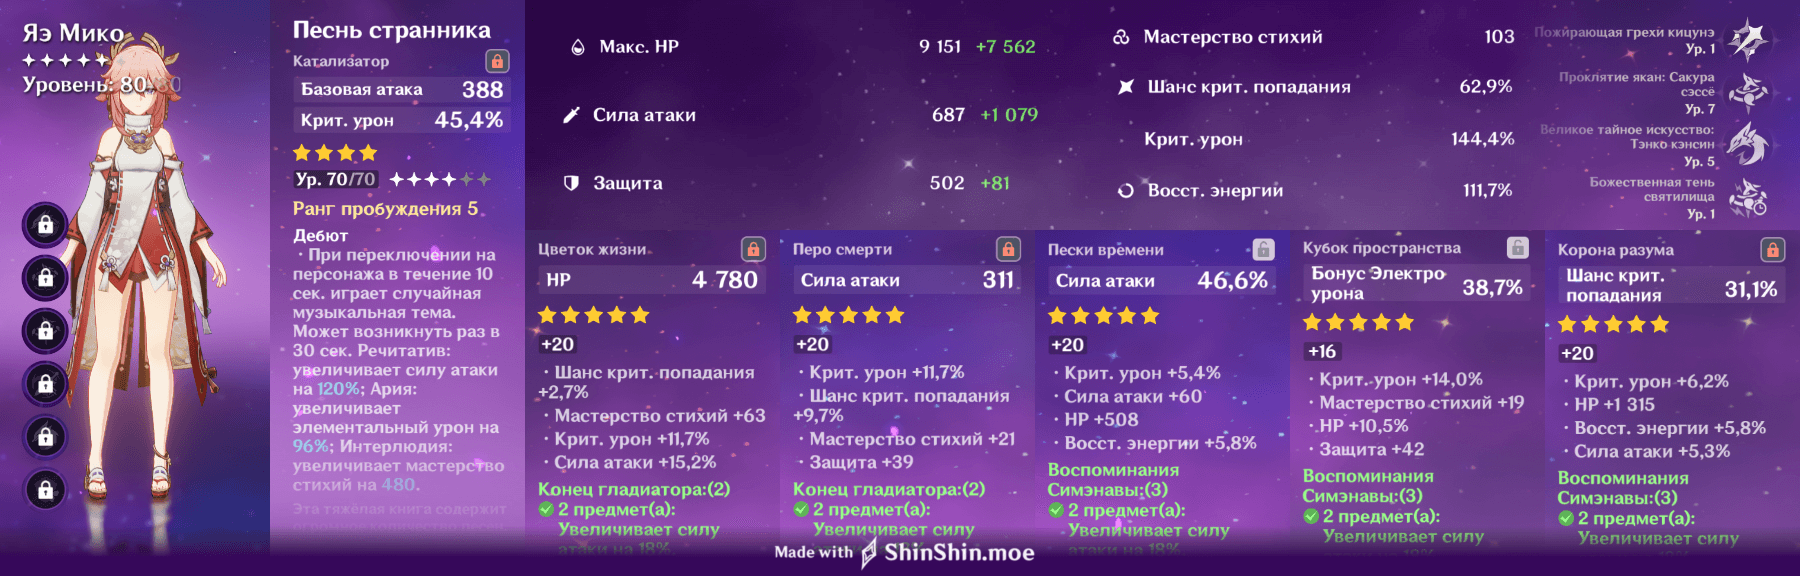 Яэ Мико
Уровень: 80/80
Песнь странника
Катализатор
Базовая атака 388
Крит. урон 45,4%
Ур. 70/70
Ранг пробуждения 5
Дебют
· При переключении на
персонажа в течение 10
сек. играет случайная
музыкальная тема.
Может возникнуть раз в
30 сек. Речитатив:
увеличивает силу атаки
на 120%; Ария:
увеличивает
элементальный урон на
96%; Интерлюдия:
увеличивает мастерство
стихий на 480.
Эта тяжёлая книга содержит
Макс. HP 9 151 +7 562
Сила атаки 687 +1 079
Защита 502 +81
Мастерство стихий 103
Шанс крит. попадания 62,9%
Крит. урон 144,4%
Восст. энергии 111,7%
Пожирающая грехи кицунэ
Ур. 1
Проклятие якан: Сакура
сэссё
Ур. 7
Великое тайное искусство:
Тэнко кэнсин
Ур. 5
Божественная тень
святилища
Ур. 1
Цветок жизни
HP 4 780
+20
· Шанс крит. попадания
+2,7%
· Мастерство стихий +63
· Крит. урон +11,7%
· Сила атаки +15,2%
Конец гладиатора:(2)
2 предмет(а):
Увеличивает силу
атаки на 18%
Перо смерти
Сила атаки 311
+20
· Крит. урон +11,7%
· Шанс крит. попадания
+9,7%
· Мастерство стихий +21
· Защита +39
Конец гладиатора:(2)
2 предмет(а):
Увеличивает силу
Пески времени
Сила атаки 46,6%
+20
· Крит. урон +5,4%
· Сила атаки +60
· HP +508
· Восст. энергии +5,8%
Воспоминания
Симэнавы:(3)
2 предмет(а):
Увеличивает силу
атаки на 18%
Кубок пространства
Бонус Электро
урона 38,7%
+16
· Крит. урон +14,0%
· Мастерство стихий +19
· HP +10,5%
· Защита +42
Воспоминания
Симэнавы:(3)
2 предмет(а):
Увеличивает силу
Корона разума
Шанс крит.
попадания 31,1%
+20
· Крит. урон +6,2%
· HP +1 315
· Восст. энергии +5,8%
· Сила атаки +5,3%
Воспоминания
Симэнавы:(3)
2 предмет(а):
Увеличивает силу
Made with ShinShin.moe